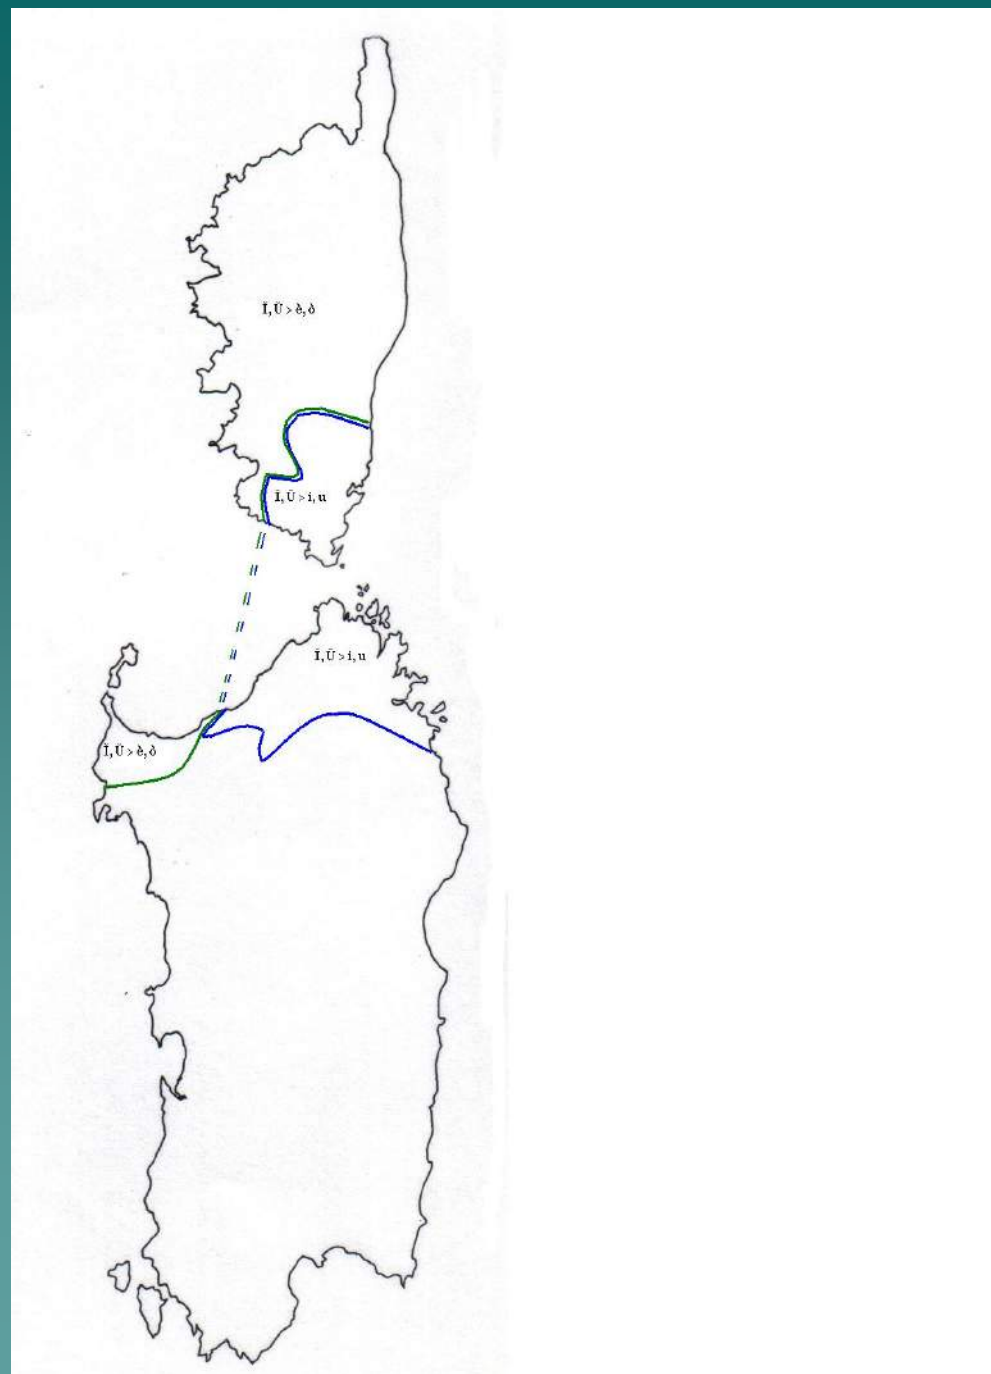 Ĭ, Ŭ > è, ò
Ĭ, Ŭ > i, u
Ĭ, Ŭ > i, u
Ĭ, Ŭ > è, ò